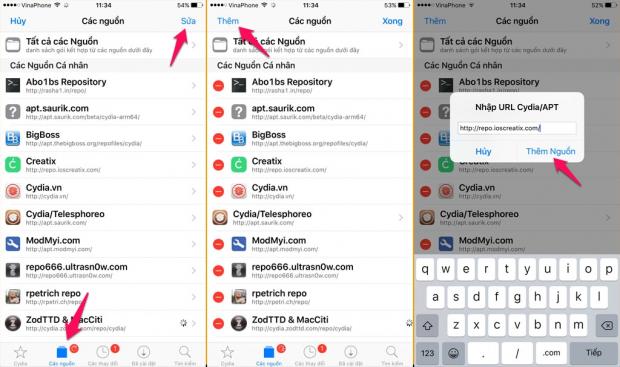 VinaPhone 11:34 54%
Hủy Các nguồn Sửa
Tất cả các Nguồn
danh sách gói kết hợp từ các nguồn dưới đây
Các Nguồn Cá nhân
Abo1bs Repository
http://rasha1.in/repo/
apt.saurik.com
http://apt.saurik.com/cydia-arm64/
BigBoss
http://apt.thebigboss.org/repofiles/cydia/
Creatix
http://repo.ioscreatix.com/
Cydia.vn
http://cydia.vn/
Cydia/Telesphoreo
http://apt.saurik.com/
ModMyi.com
http://apt.modmyi.com/
repo666.ultrasn0w.com
http://repo666.ultrasn0w.com/
rpetrich repo
http://rpetri.ch/repo/
ZodTTD & MacCiti
http://cydia.zodttd.com/repo/cydia/
Cydia
Các nguồn
Các thay đổi
1
Đã cài đặt
Tìm kiếm
VinaPhone 11:34 53%
Thêm Các nguồn Xong
Tất cả các Nguồn
danh sách gói kết hợp từ các nguồn dưới đây
Các Nguồn Cá nhân
Abo1bs Repository
http://rasha1.in/repo/
apt.saurik.com
http://apt.saurik.com/cydia-arm64/
BigBoss
http://apt.thebigboss.org/repofiles/cydia/
Creatix
http://repo.ioscreatix.com/
Cydia.vn
http://cydia.vn/
Cydia/Telesphoreo
http://apt.saurik.com/
ModMyi.com
http://apt.modmyi.com/
repo666.ultrasn0w.com
http://repo666.ultrasn0w.com/
rpetrich repo
http://rpetri.ch/repo/
ZodTTD & MacCiti
http://cydia.zodttd.com/repo/cydia/
Cydia
Các nguồn
Các thay đổi
1
Đã cài đặt
Tìm kiếm
VinaPhone 11:34 52%
Thêm Các nguồn Xong
Tất cả các Nguồn
danh sách gói kết hợp từ các nguồn dưới đây
Các Nguồn Cá nhân
Nhập URL Cydia/APT
http://repo.ioscreatix.com/
Hủy Thêm Nguồn
Creatix
http://repo.ioscreatix.com/
Cydia.vn
http://cydia.vn/
Cydia/Telesphoreo
http://apt.saurik.com/
ModMyi.com
http://apt.modmyi.com/
q w e r t y u i o p
a s d f g h j k l
z x c v b n m
123 . / .com Tiếp